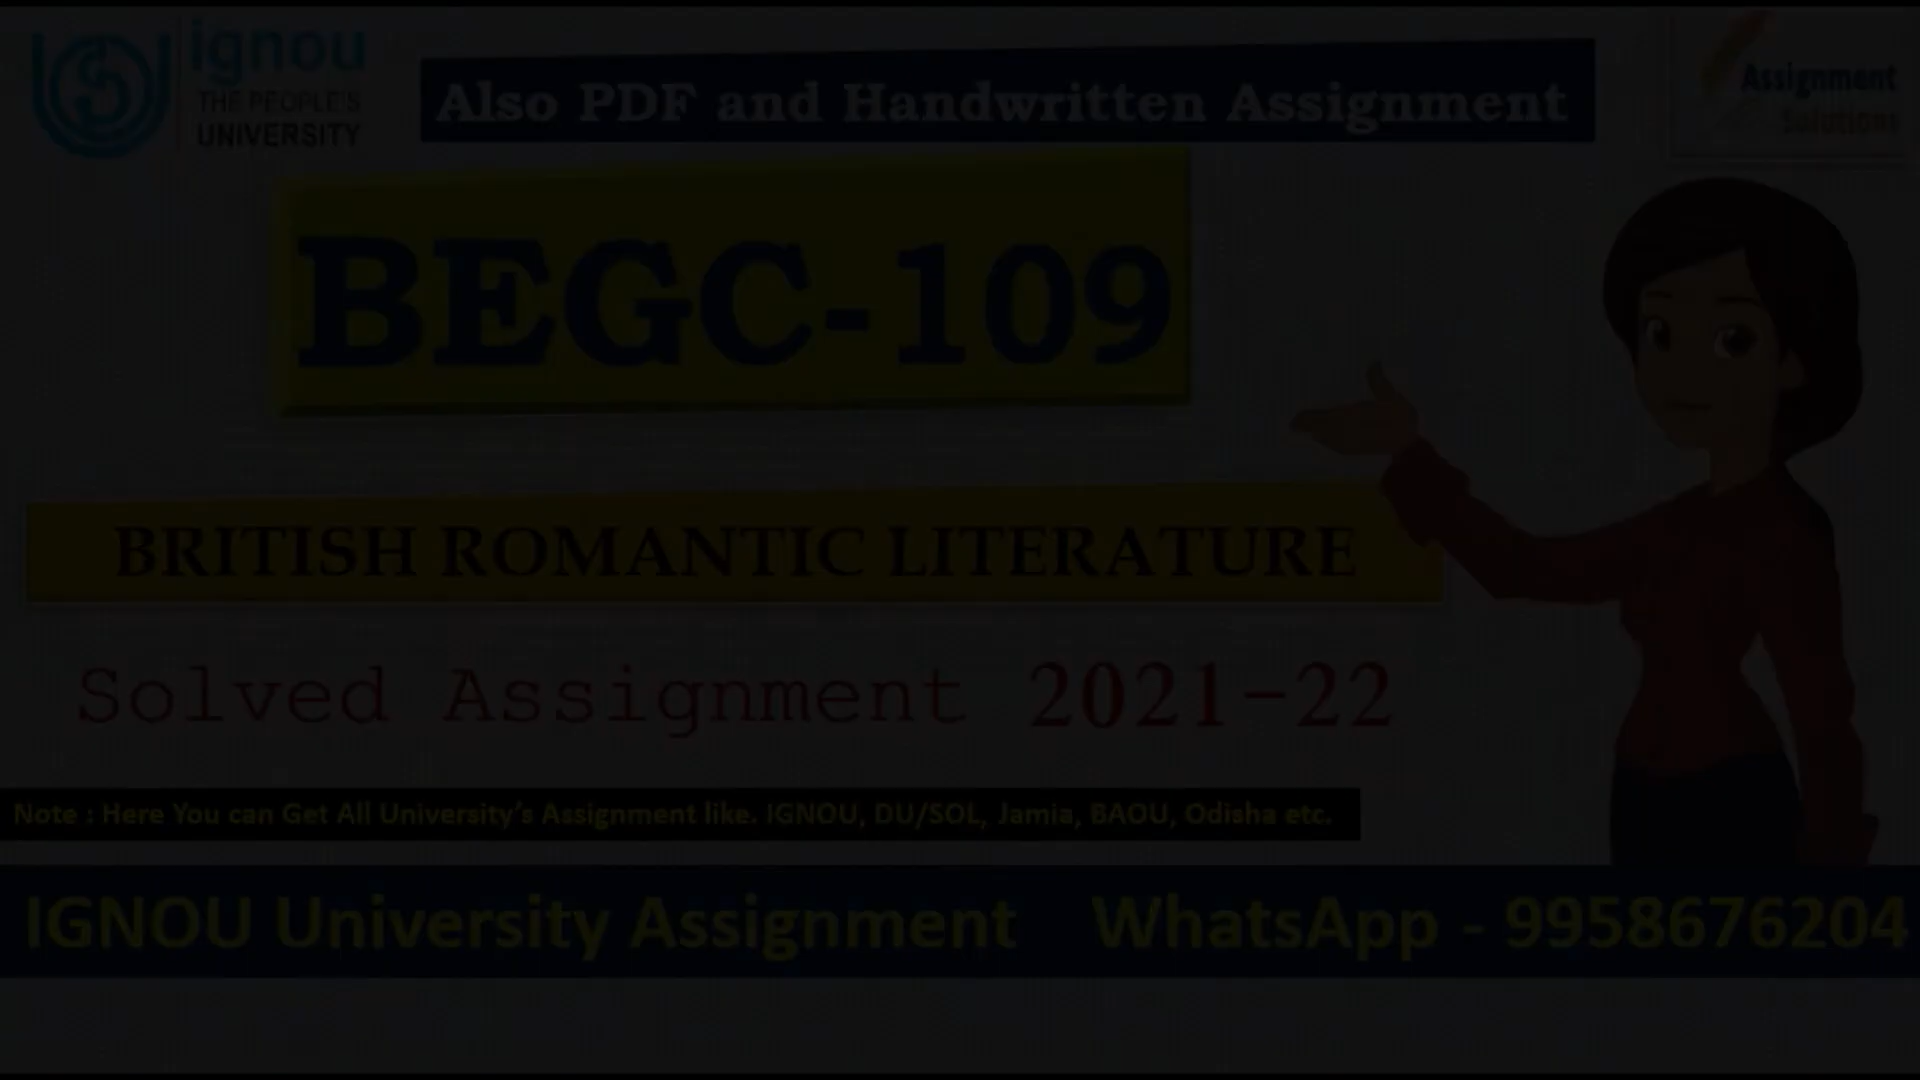 ignou
THE PEOPLE'S
UNIVERSITY
Also PDF and Handwritten Assignment
Assignment
Solutions
BEGC-109
BRITISH ROMANTIC LITERATURE
Solved Assignment 2021-22
Note : Here You can Get All University's Assignment like. IGNOU, DU/SOL, Jamia, BAOU, Odisha etc.
IGNOU University Assignment WhatsApp - 9958676204